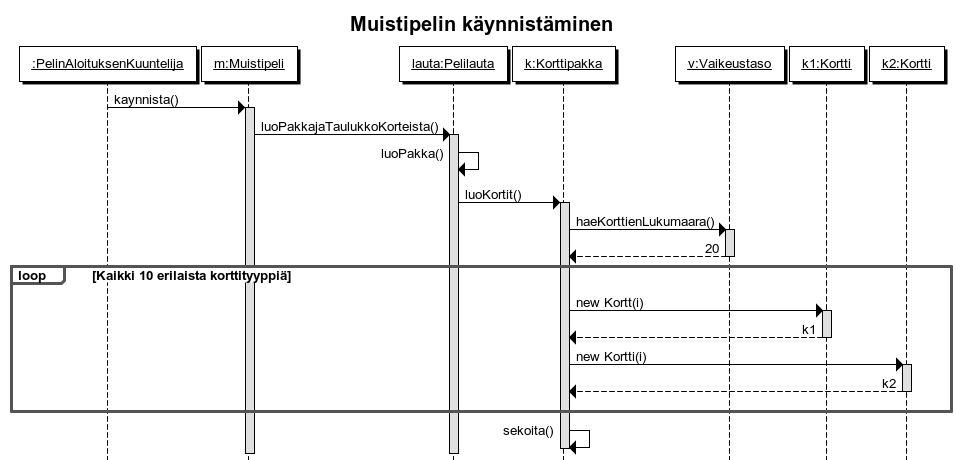 Muistipelin käynnistäminen
:PelinAloituksenKuuntelija
m:Muistipeli
lauta:Pelilauta
k:Korttipakka
v:Vaikeustaso
k1:Kortti
k2:Kortti
kaynnista()
luoPakkajaTaulukkoKorteista()
luoPakka()
luoKortit()
haeKorttienLukumaara()
20
loop [Kaikki 10 erilaista korttityyppiä]
new Kortt(i)
k1
new Kortti(i)
k2
sekoita()